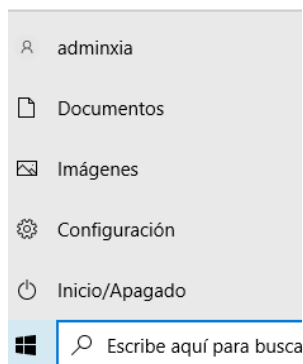 adminxia
Documentos
Imágenes
Configuración
Inicio/Apagado
Escribe aquí para busca